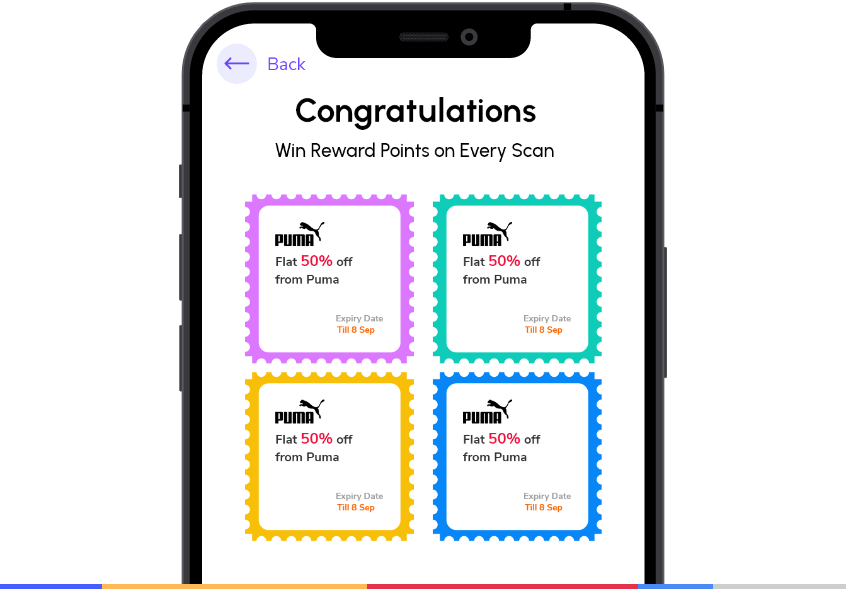 Back
Congratulations
Win Reward Points on Every Scan
PUMA
Flat 50% off
from Puma
Expiry Date
Till 8 Sep
PUMA
Flat 50% off
from Puma
Expiry Date
Till 8 Sep
PUMA
Flat 50% off
from Puma
Expiry Date
Till 8 Sep
PUMA
Flat 50% off
from Puma
Expiry Date
Till 8 Sep